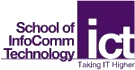 School of
InfoComm
Technology
ict
Taking IT Higher